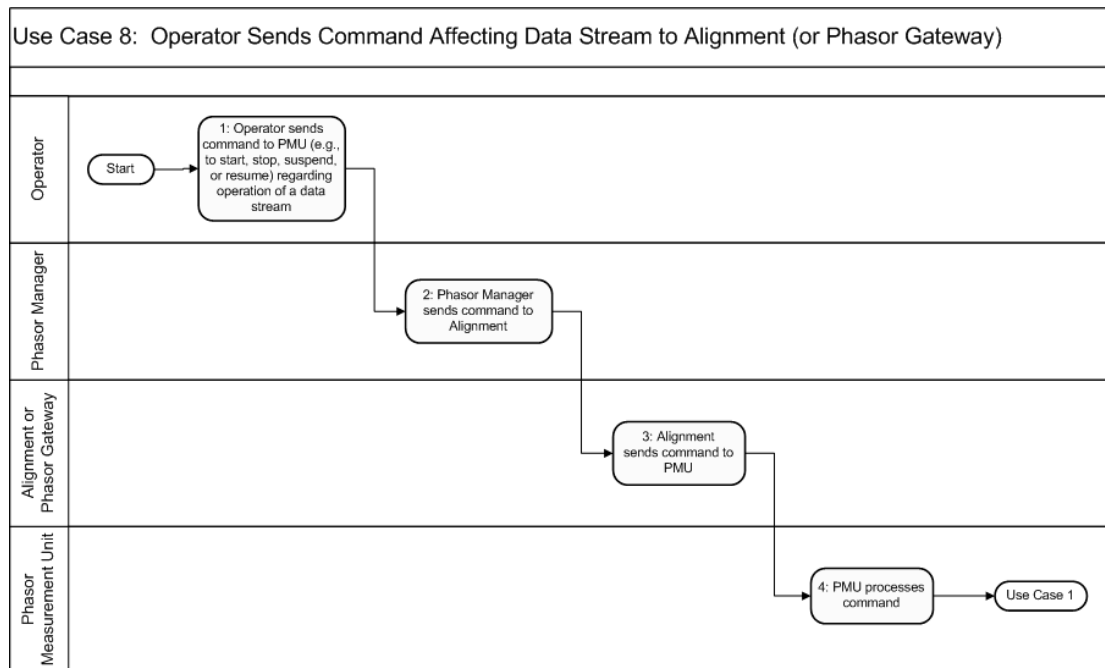 Use Case 8:  Operator Sends Command Affecting Data Stream to Alignment (or Phasor Gateway)
Operator
Start
1: Operator sends
command to PMU (e.g.,
to start, stop, suspend,
or resume) regarding
operation of a data
stream
Phasor Manager
2: Phasor Manager
sends command to
Alignment
Alignment or
Phasor Gateway
3: Alignment
sends command to
PMU
Phasor
Measurement Unit
4: PMU processes
command
Use Case 1